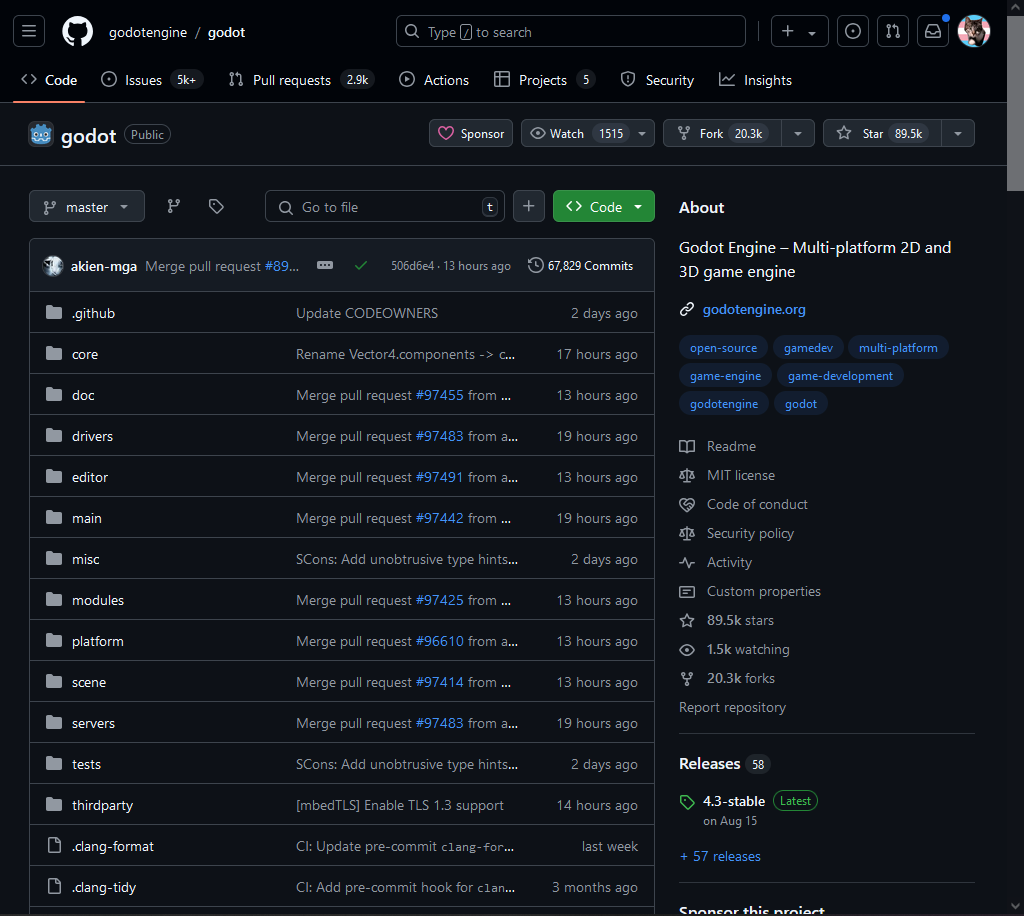 godotengine / godot
Type / to search
Code
Issues 5k+
Pull requests 2.9k
Actions
Projects 5
Security
Insights
godot Public
Sponsor
Watch 1515
Fork 20.3k
Star 89.5k
master
Go to file t
Code
akien-mga Merge pull request #89... 506d6e4 · 13 hours ago 67,829 Commits
.github Update CODEOWNERS 2 days ago
core Rename Vector4.components -> c... 17 hours ago
doc Merge pull request #97455 from ... 13 hours ago
drivers Merge pull request #97483 from a... 19 hours ago
editor Merge pull request #97491 from a... 13 hours ago
main Merge pull request #97442 from ... 19 hours ago
misc SCons: Add unobtrusive type hints... 2 days ago
modules Merge pull request #97425 from ... 13 hours ago
platform Merge pull request #96610 from a... 13 hours ago
scene Merge pull request #97414 from ... 13 hours ago
servers Merge pull request #97483 from a... 19 hours ago
tests SCons: Add unobtrusive type hints... 2 days ago
thirdparty [mbedTLS] Enable TLS 1.3 support 14 hours ago
.clang-format CI: Update pre-commit clang-for... last week
.clang-tidy CI: Add pre-commit hook for clan... 3 months ago
About
Godot Engine – Multi-platform 2D and
3D game engine
godotengine.org
open-source gamedev multi-platform
game-engine game-development
godotengine godot
Readme
MIT license
Code of conduct
Security policy
Activity
Custom properties
89.5k stars
1.5k watching
20.3k forks
Report repository
Releases 58
4.3-stable Latest
on Aug 15
+ 57 releases
Sponsor this project